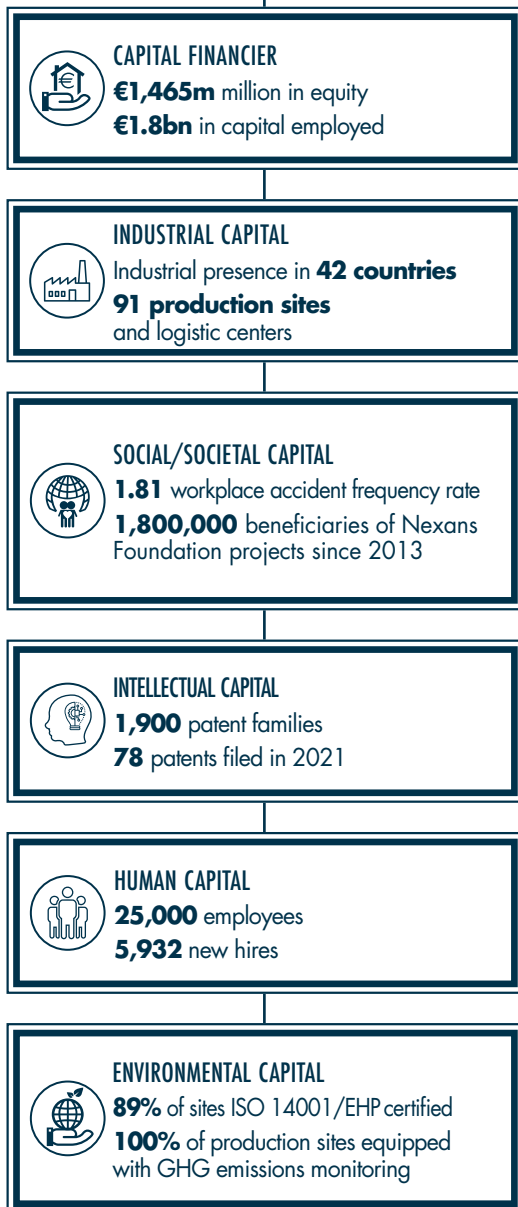 CAPITAL FINANCIER
€1,465m million in equity
€1.8bn in capital employed
INDUSTRIAL CAPITAL
Industrial presence in 42 countries
91 production sites
and logistic centers
SOCIAL/SOCIETAL CAPITAL
1.81 workplace accident frequency rate
1,800,000 beneficiaries of Nexans
Foundation projects since 2013
INTELLECTUAL CAPITAL
1,900 patent families
78 patents filed in 2021
HUMAN CAPITAL
25,000 employees
5,932 new hires
ENVIRONMENTAL CAPITAL
89% of sites ISO 14001/EHP certified
100% of production sites equipped
with GHG emissions monitoring